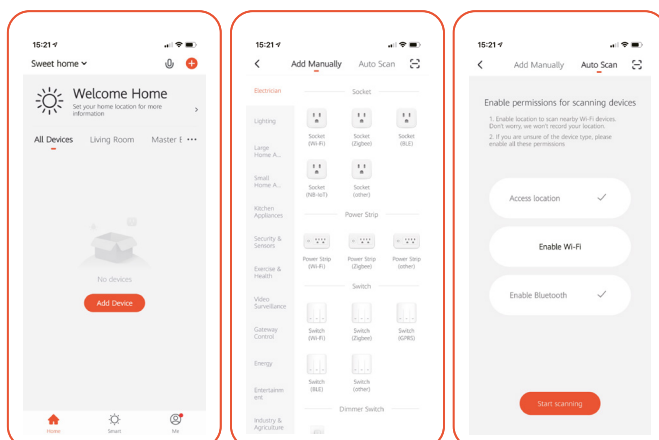 15:21
Sweet home
Welcome Home
Set your home location for more
information
All Devices Living Room Master E
No devices
Add Device
Home Smart Me
15:21
Add Manually Auto Scan
Electrician
Lighting
Large
Home A...
Small
Home A...
Kitchen
Appliances
Security &
Sensors
Exercise &
Health
Video
Surveillance
Gateway
Control
Energy
Entertainm
ent
Industry &
Agriculture
Socket
Socket Socket Socket
(Wi-Fi) (Zigbee) (BLE)
Socket Socket
(NB-IoT) (other)
Power Strip
Power Strip Power Strip Power Strip
(Wi-Fi) (Zigbee) (other)
Switch
Switch Switch Switch
(Wi-Fi) (Zigbee) (GPRS)
Switch Switch
(BLE) (other)
Dimmer Switch
15:21
Add Manually Auto Scan
Enable permissions for scanning devices
1. Enable location to scan nearby Wi-Fi devices.
Don't worry, we won't record your location.
2. If you are unsure of the device type, please
enable all these permissions
Access location
Enable Wi-Fi
Enable Bluetooth
Start scanning